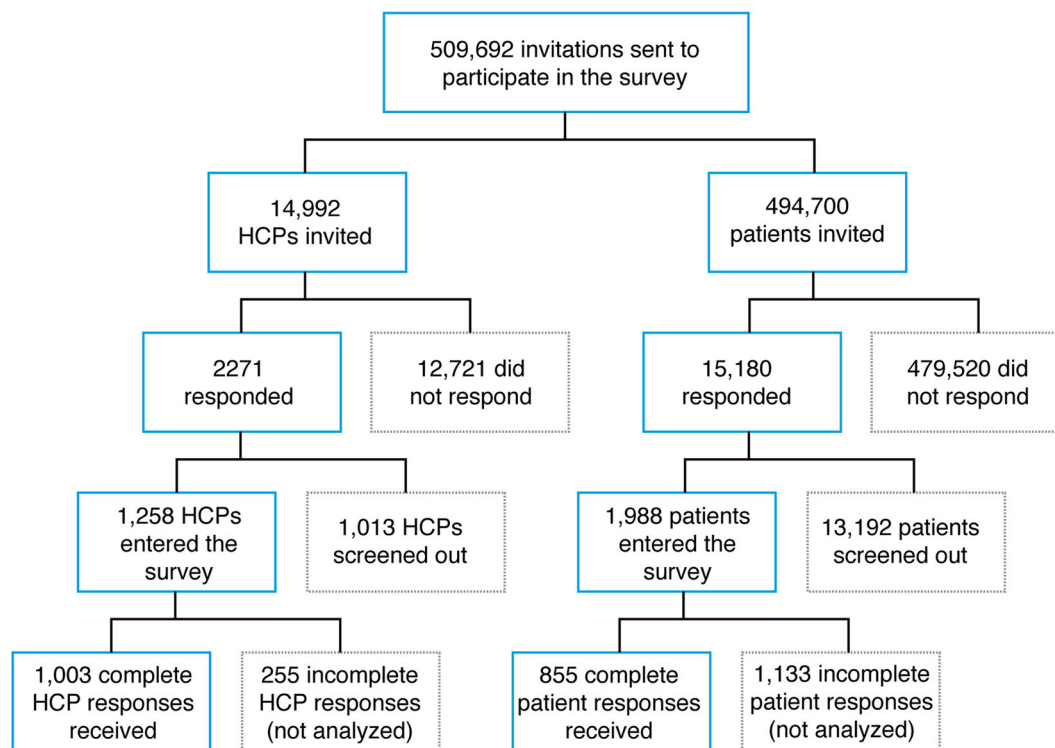 509,692 invitations sent to
participate in the survey
14,992
HCPs invited
494,700
patients invited
2271
responded
12,721 did
not respond
15,180
responded
479,520 did
not respond
1,258 HCPs
entered the
survey
1,013 HCPs
screened out
1,988 patients
entered the
survey
13,192 patients
screened out
1,003 complete
HCP responses
received
255 incomplete
HCP responses
(not analyzed)
855 complete
patient responses
received
1,133 incomplete
patient responses
(not analyzed)